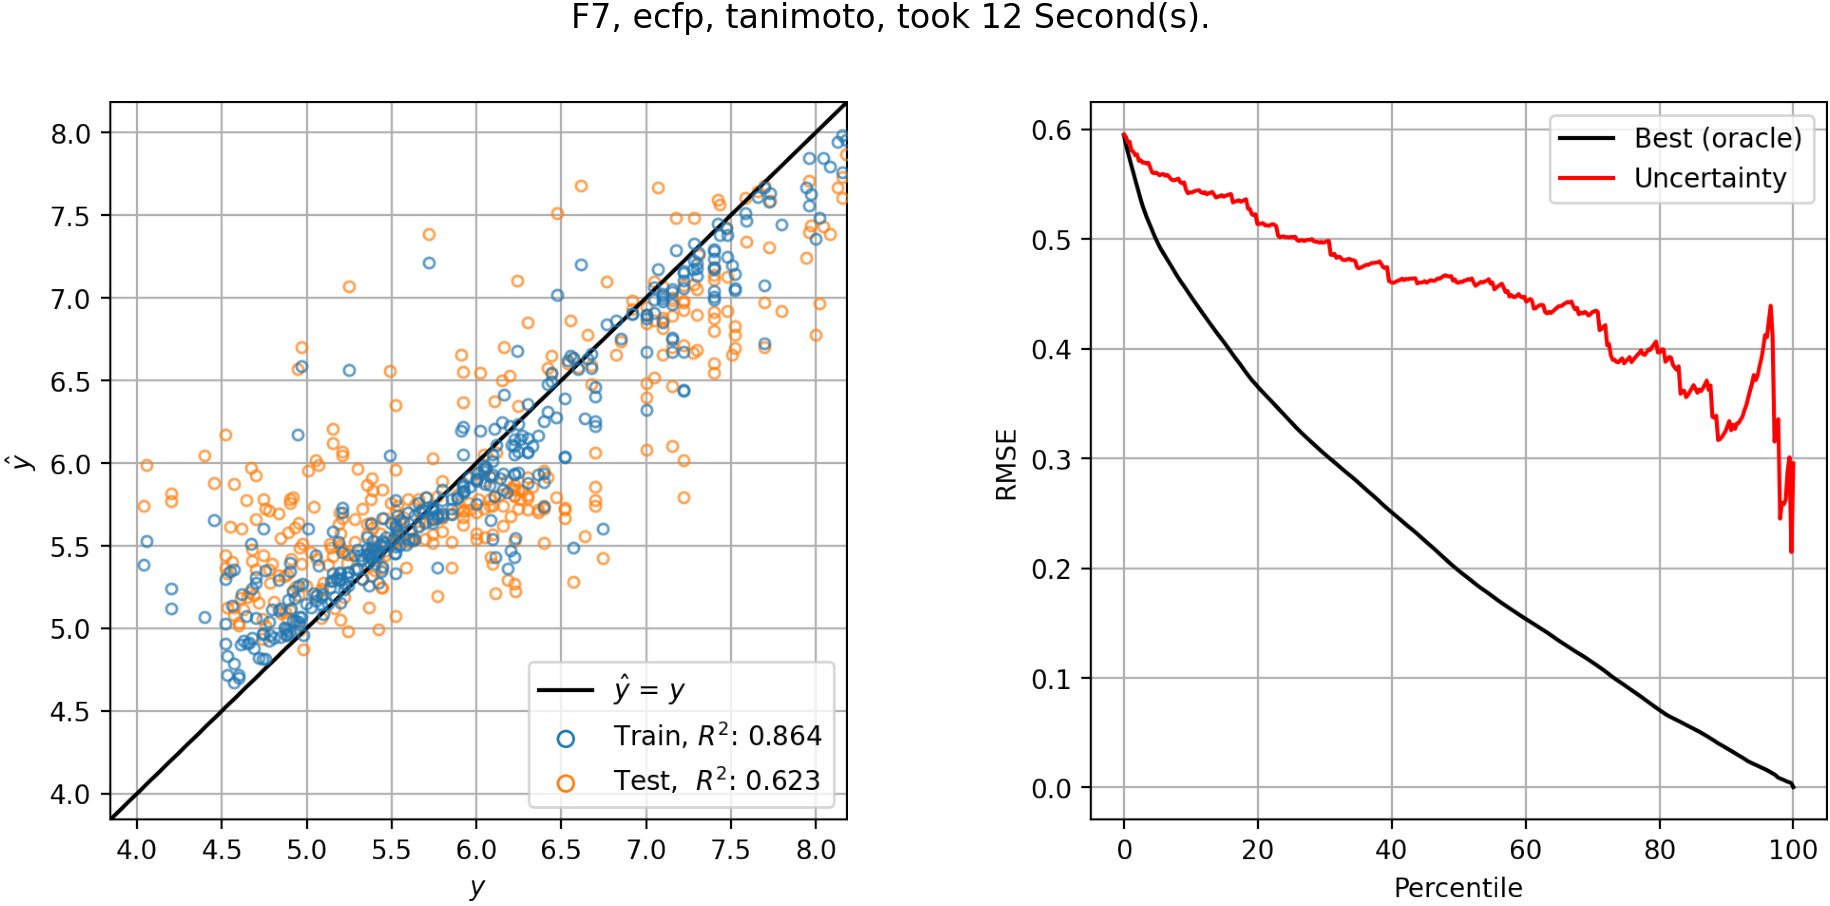 F7, ecfp, tanimoto, took 12 Second(s).
8.0
7.5
7.0
6.5
6.0
5.5
5.0
4.5
4.0
ŷ
4.0 4.5 5.0 5.5 6.0 6.5 7.0 7.5 8.0
y
ŷ = y
Train, R²: 0.864
Test, R²: 0.623
0.6
0.5
0.4
0.3
0.2
0.1
0.0
RMSE
0 20 40 60 80 100
Percentile
Best (oracle)
Uncertainty